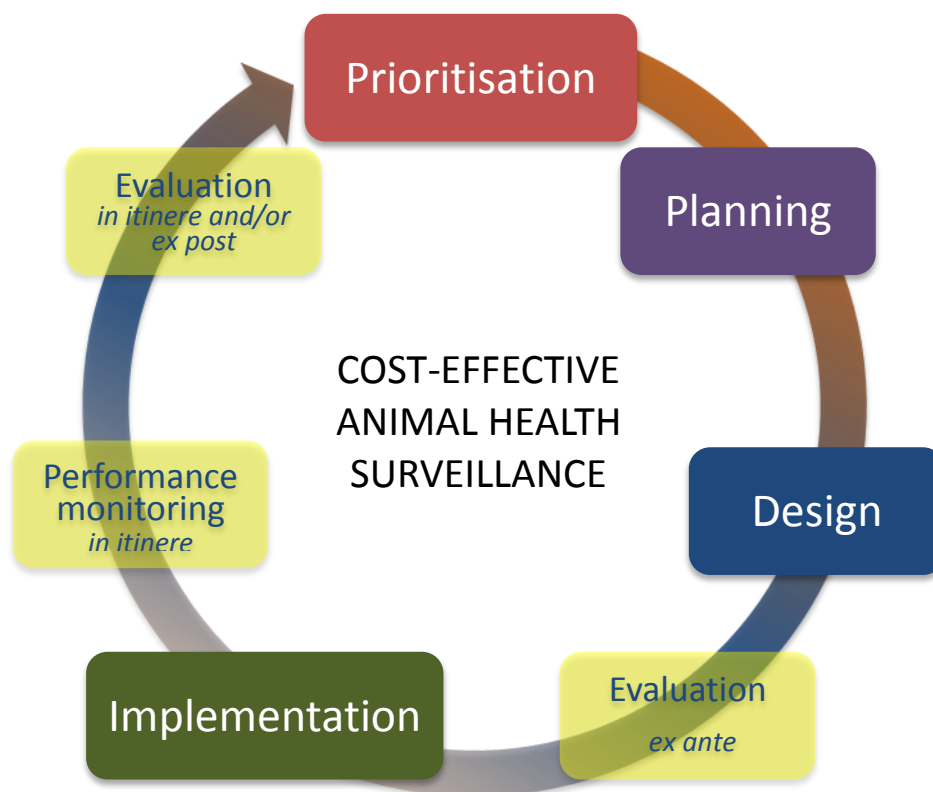 Prioritisation
Planning
Design
Evaluation
ex ante
Implementation
Performance
monitoring
in itinere
Evaluation
in itinere and/or
ex post
COST-EFFECTIVE
ANIMAL HEALTH
SURVEILLANCE